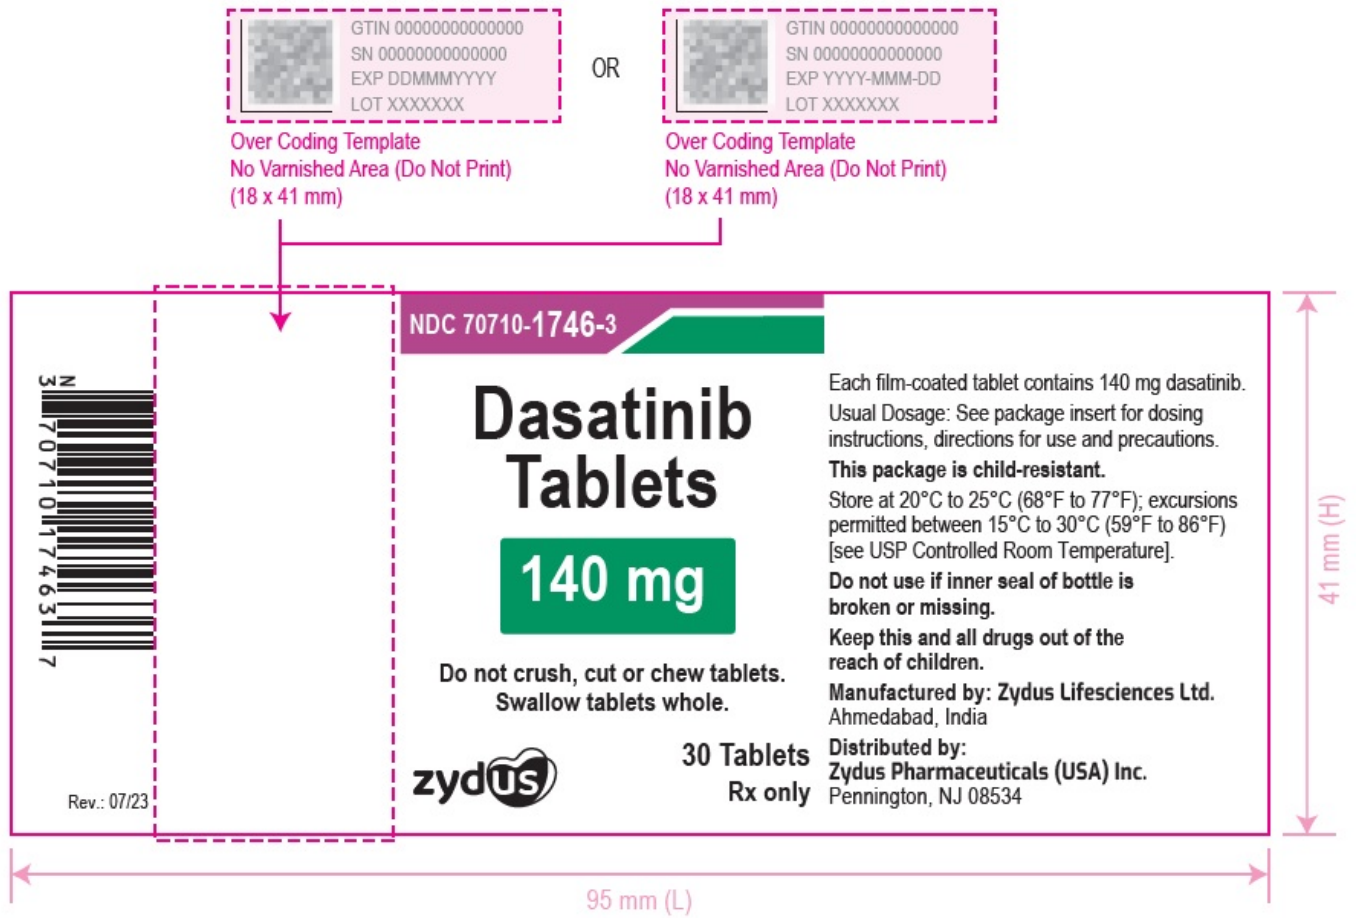 GTIN 00000000000000
SN 00000000000000
EXP DDMMMYYYY
LOT XXXXXXX
OR
GTIN 00000000000000
SN 00000000000000
EXP YYYY-MMM-DD
LOT XXXXXXX
Over Coding Template
No Varnished Area (Do Not Print)
(18 x 41 mm)
Over Coding Template
No Varnished Area (Do Not Print)
(18 x 41 mm)
N
3 70710 17463 7
Rev.: 07/23
NDC 70710-1746-3
Dasatinib
Tablets
140 mg
Do not crush, cut or chew tablets.
Swallow tablets whole.
zydus
30 Tablets
Rx only
Each film-coated tablet contains 140 mg dasatinib.
Usual Dosage: See package insert for dosing
instructions, directions for use and precautions.
This package is child-resistant.
Store at 20°C to 25°C (68°F to 77°F); excursions
permitted between 15°C to 30°C (59°F to 86°F)
[see USP Controlled Room Temperature].
Do not use if inner seal of bottle is
broken or missing.
Keep this and all drugs out of the
reach of children.
Manufactured by: Zydus Lifesciences Ltd.
Ahmedabad, India
Distributed by:
Zydus Pharmaceuticals (USA) Inc.
Pennington, NJ 08534
41 mm (H)
95 mm (L)